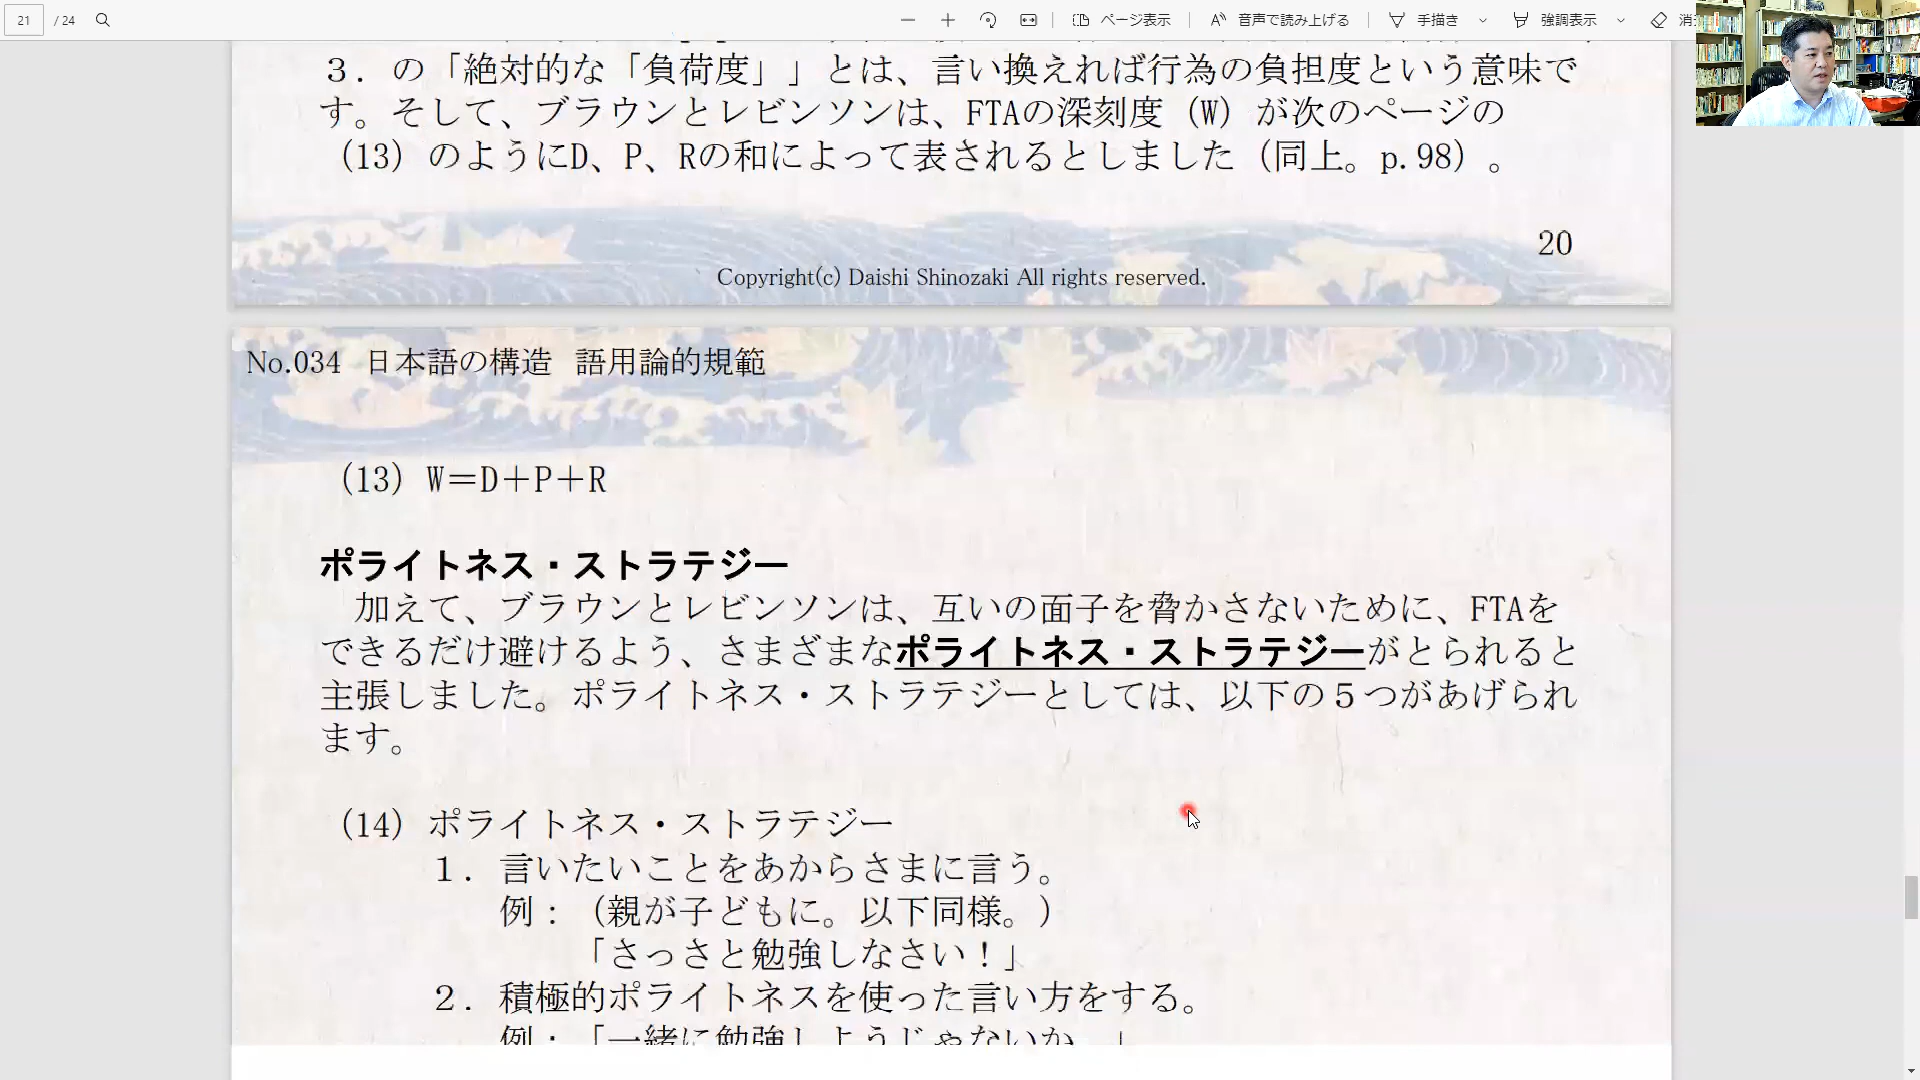 21 / 24
ページ表示
音声で読み上げる
手描き
強調表示
3.の「絶対的な「負荷度」」とは、言い換えれば行為の負担度という意味で
す。そして、ブラウンとレビンソンは、FTAの深刻度（W）が次のページの
（13）のようにD、P、Rの和によって表されるとしました（同上。p.98）。
20
Copyright(c) Daishi Shinozaki All rights reserved.
No.034 日本語の構造 語用論的規範
（13）W＝D＋P＋R
ポライトネス・ストラテジー
加えて、ブラウンとレビンソンは、互いの面子を脅かさないために、FTAを
できるだけ避けるよう、さまざまなポライトネス・ストラテジーがとられると
主張しました。ポライトネス・ストラテジーとしては、以下の５つがあげられ
ます。
（14）ポライトネス・ストラテジー
１．言いたいことをあからさまに言う。
例：（親が子どもに。以下同様。）
「さっさと勉強しなさい！」
２．積極的ポライトネスを使った言い方をする。
例：「一緒に勉強しようじゃないか。」